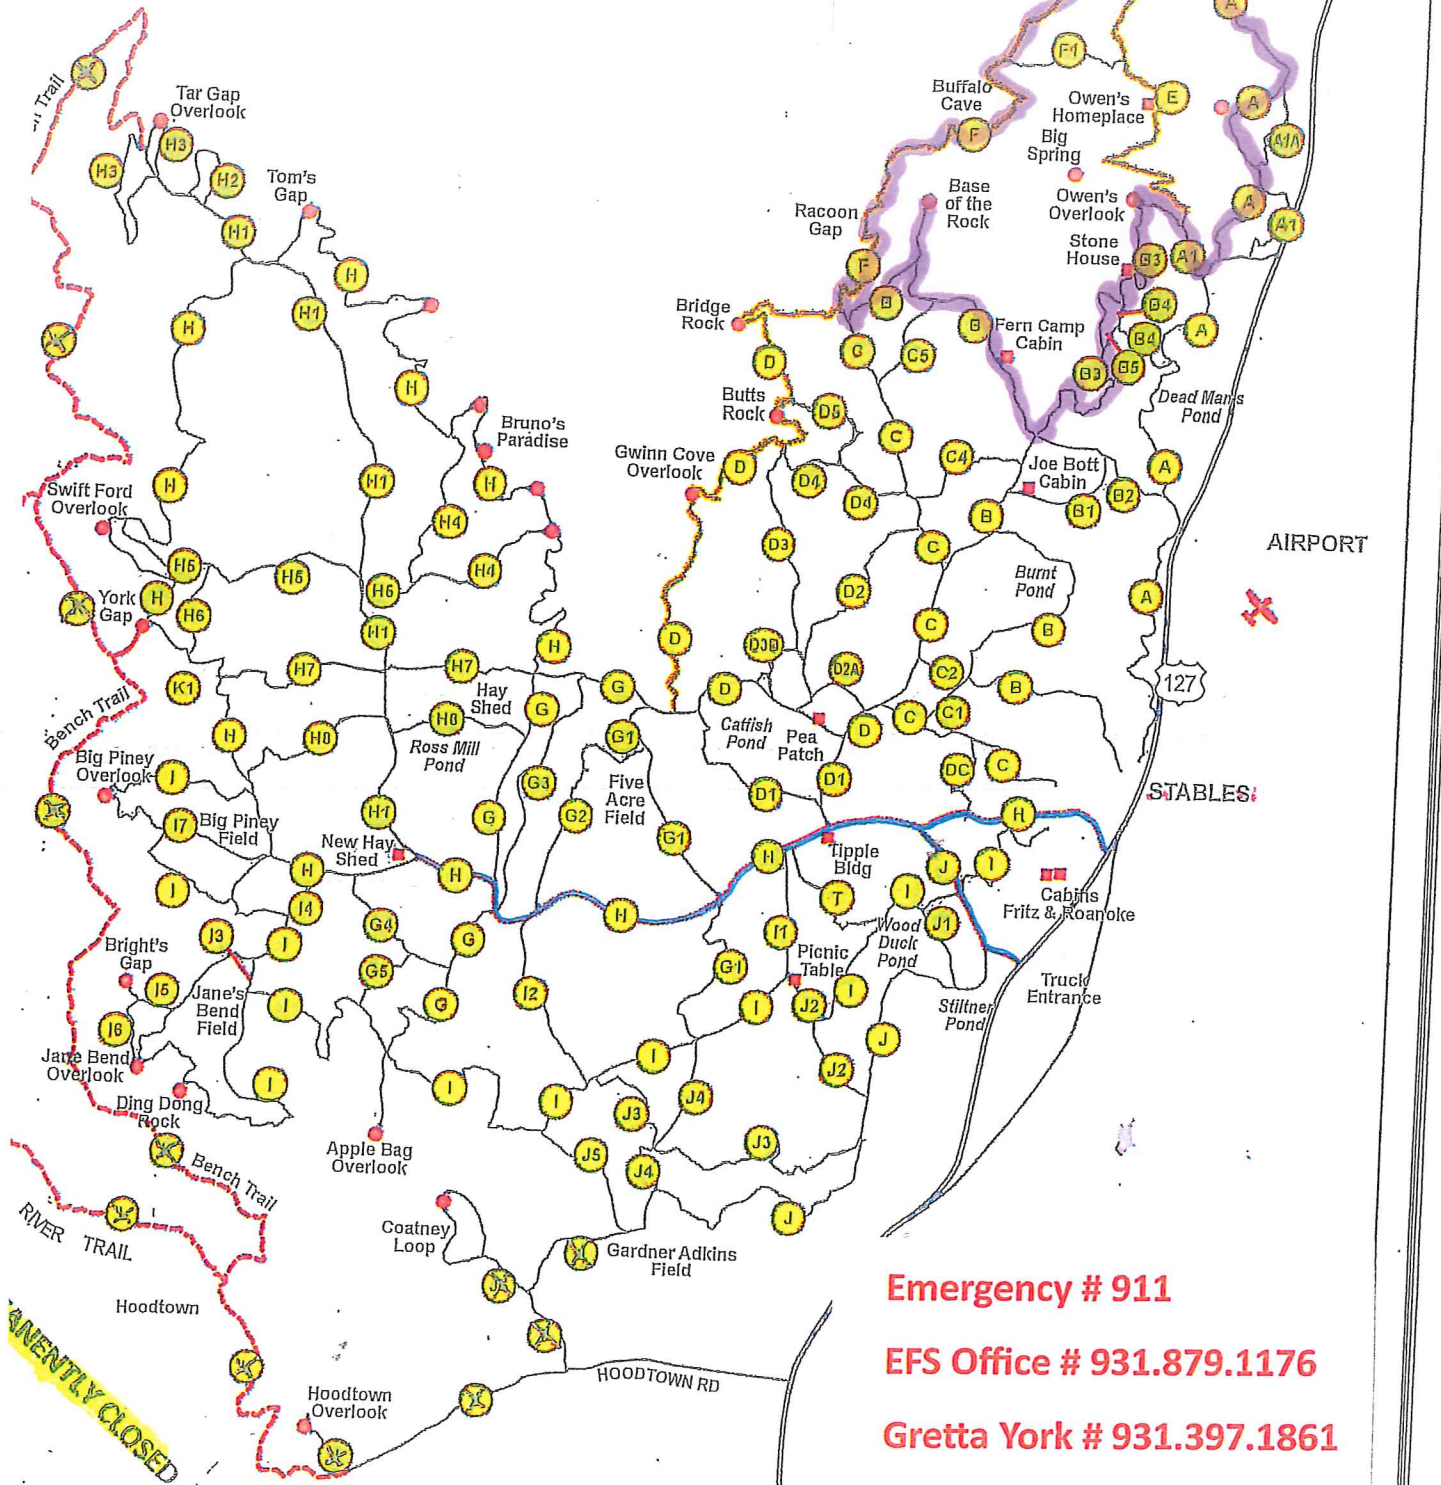 Trail
Tar Gap
Overlook
H3
H3
H2
H1
Tom's
Gap
H
H
H1
H
Bruno's
Paradise
H
H1
H
H4
Swift Ford
Overlook
H5
H5
H6
H4
York
Gap
H
H6
H1
H
K1
H7
H7
Hay
Shed
G
G
Bench Trail
H
H8
H8
Ross Mill
Pond
G1
Big Piney
Overlook
I
I7
Big Piney
Field
H1
G
G3
G2
Five
Acre
Field
G1
New Hay
Shed
H
H
H
H
I
I4
I3
I
G4
G
G5
G
Bright's
Gap
I5
Jane's
Bend
Field
I
I6
Jane Bend
Overlook
I
Ding Dong
Rock
I2
I
I
Apple Bag
Overlook
Bench Trail
RIVER TRAIL
Coatney
Loop
Gardner Adkins
Field
Hoodtown
Hoodtown
Overlook
HOODTOWN RD
ANENTLY CLOSED
F1
A
Buffalo
Cave
F
Owen's
Homeplace
E
A
A1A
Big
Spring
Base
of the
Rock
Owen's
Overlook
A
A1
Racoon
Gap
F
Stone
House
B3
A1
B
Bridge
Rock
B
Fern Camp
Cabin
B4
B4
A
D
C
C5
B3
B5
Dead Mans
Pond
Butts
Rock
D5
C
Gwinn Cove
Overlook
D
D4
D4
C4
Joe Bott
Cabin
B
B1
B2
A
D3
C
AIRPORT
D2
Burnt
Pond
A
D
D3B
C
B
D2A
C2
B
127
D
Catfish
Pond
Pea
Patch
D
C
C1
D1
D1
DC
C
STABLES
H
Tipple
Bldg
J
I
Cabins
Fritz & Roanoke
T
I
J1
Wood
Duck
Pond
I1
Picnic
Table
G1
I
J2
I
Stiltner
Pond
Truck
Entrance
J
I
J2
J3
J4
J3
J5
J4
J
Emergency # 911
EFS Office # 931.879.1176
Gretta York # 931.397.1861